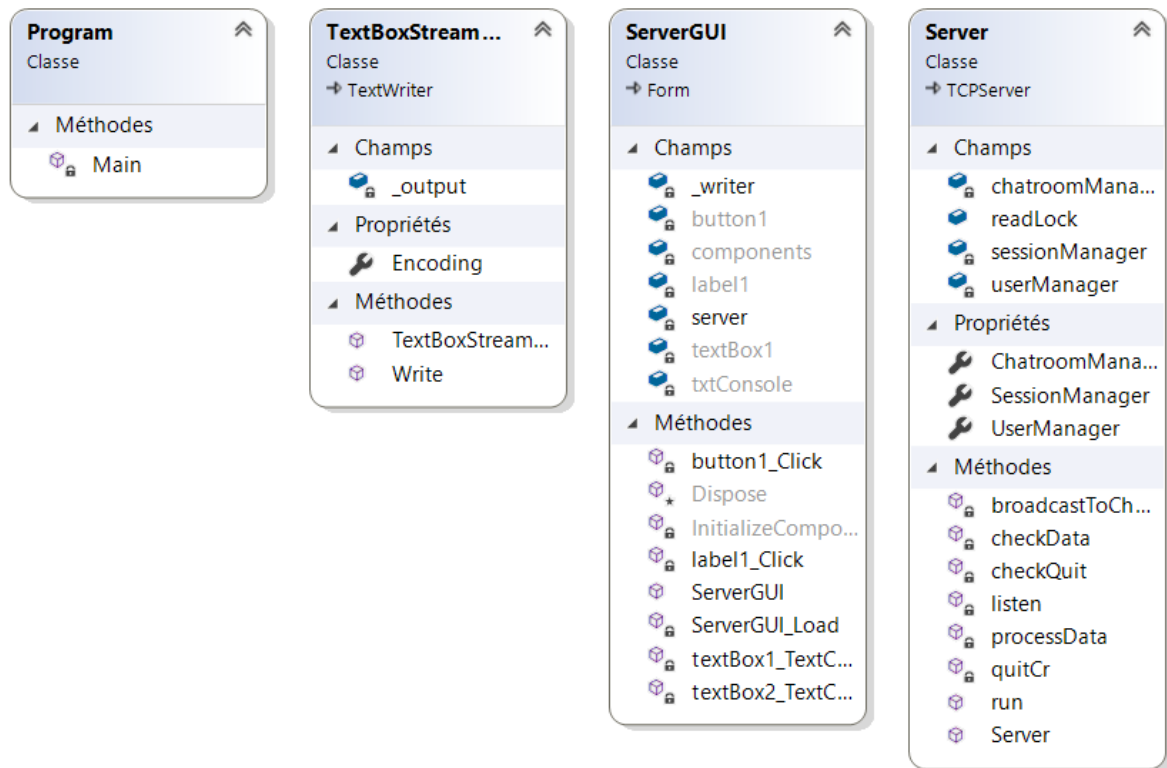 Program
Classe
Méthodes
Main
TextBoxStream...
Classe
TextWriter
Champs
_output
Propriétés
Encoding
Méthodes
TextBoxStream...
Write
ServerGUI
Classe
Form
Champs
_writer
button1
components
label1
server
textBox1
txtConsole
Méthodes
button1_Click
Dispose
InitializeCompo...
label1_Click
ServerGUI
ServerGUI_Load
textBox1_TextC...
textBox2_TextC...
Server
Classe
TCPServer
Champs
chatroomMana...
readLock
sessionManager
userManager
Propriétés
ChatroomMana...
SessionManager
UserManager
Méthodes
broadcastToCh...
checkData
checkQuit
listen
processData
quitCr
run
Server